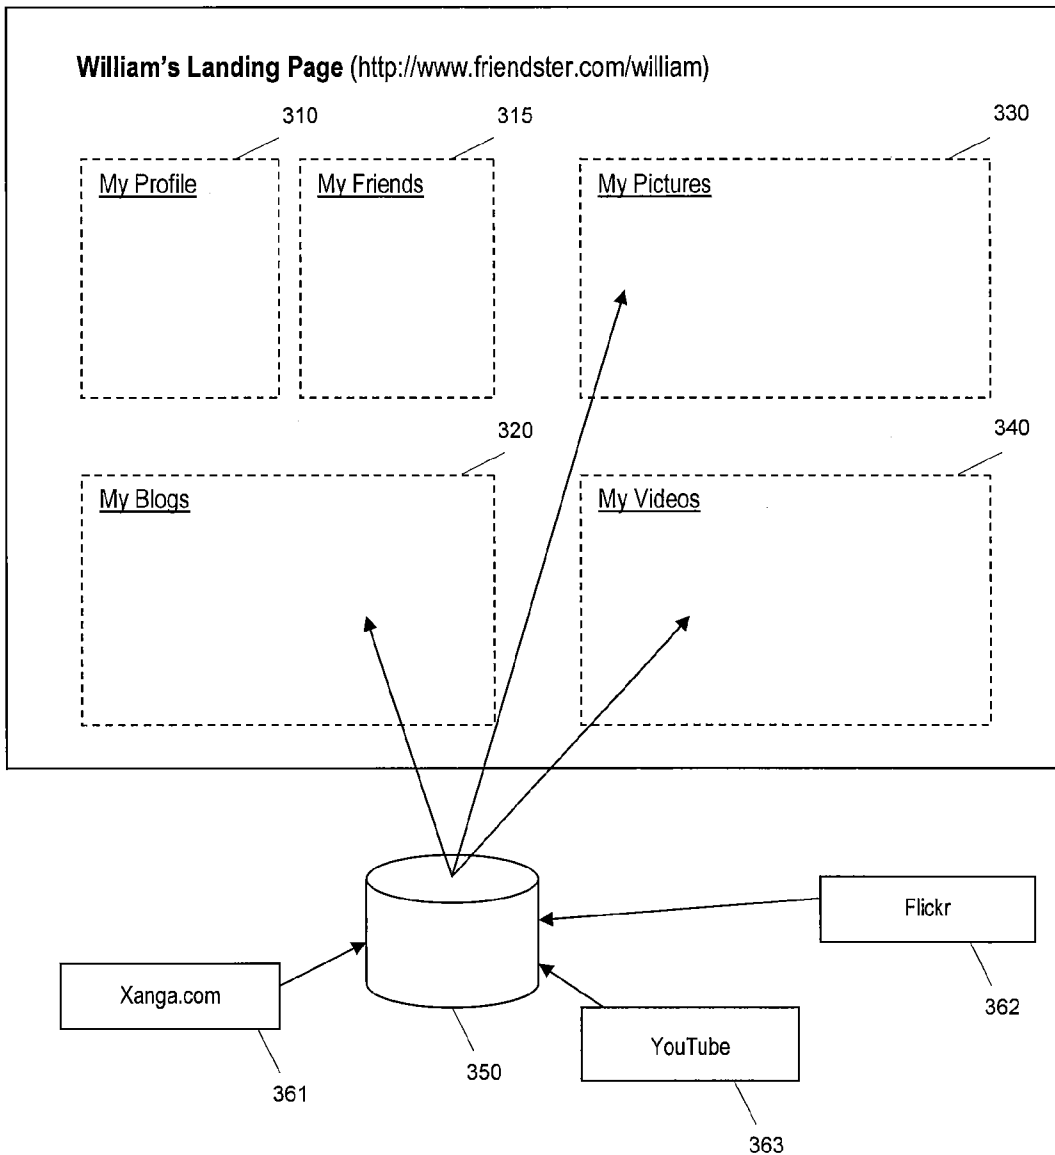 William's Landing Page (http://www.friendster.com/william)
310
315
330
My Profile
My Friends
My Pictures
320
340
My Blogs
My Videos
Flickr
Xanga.com
362
YouTube
350
361
363